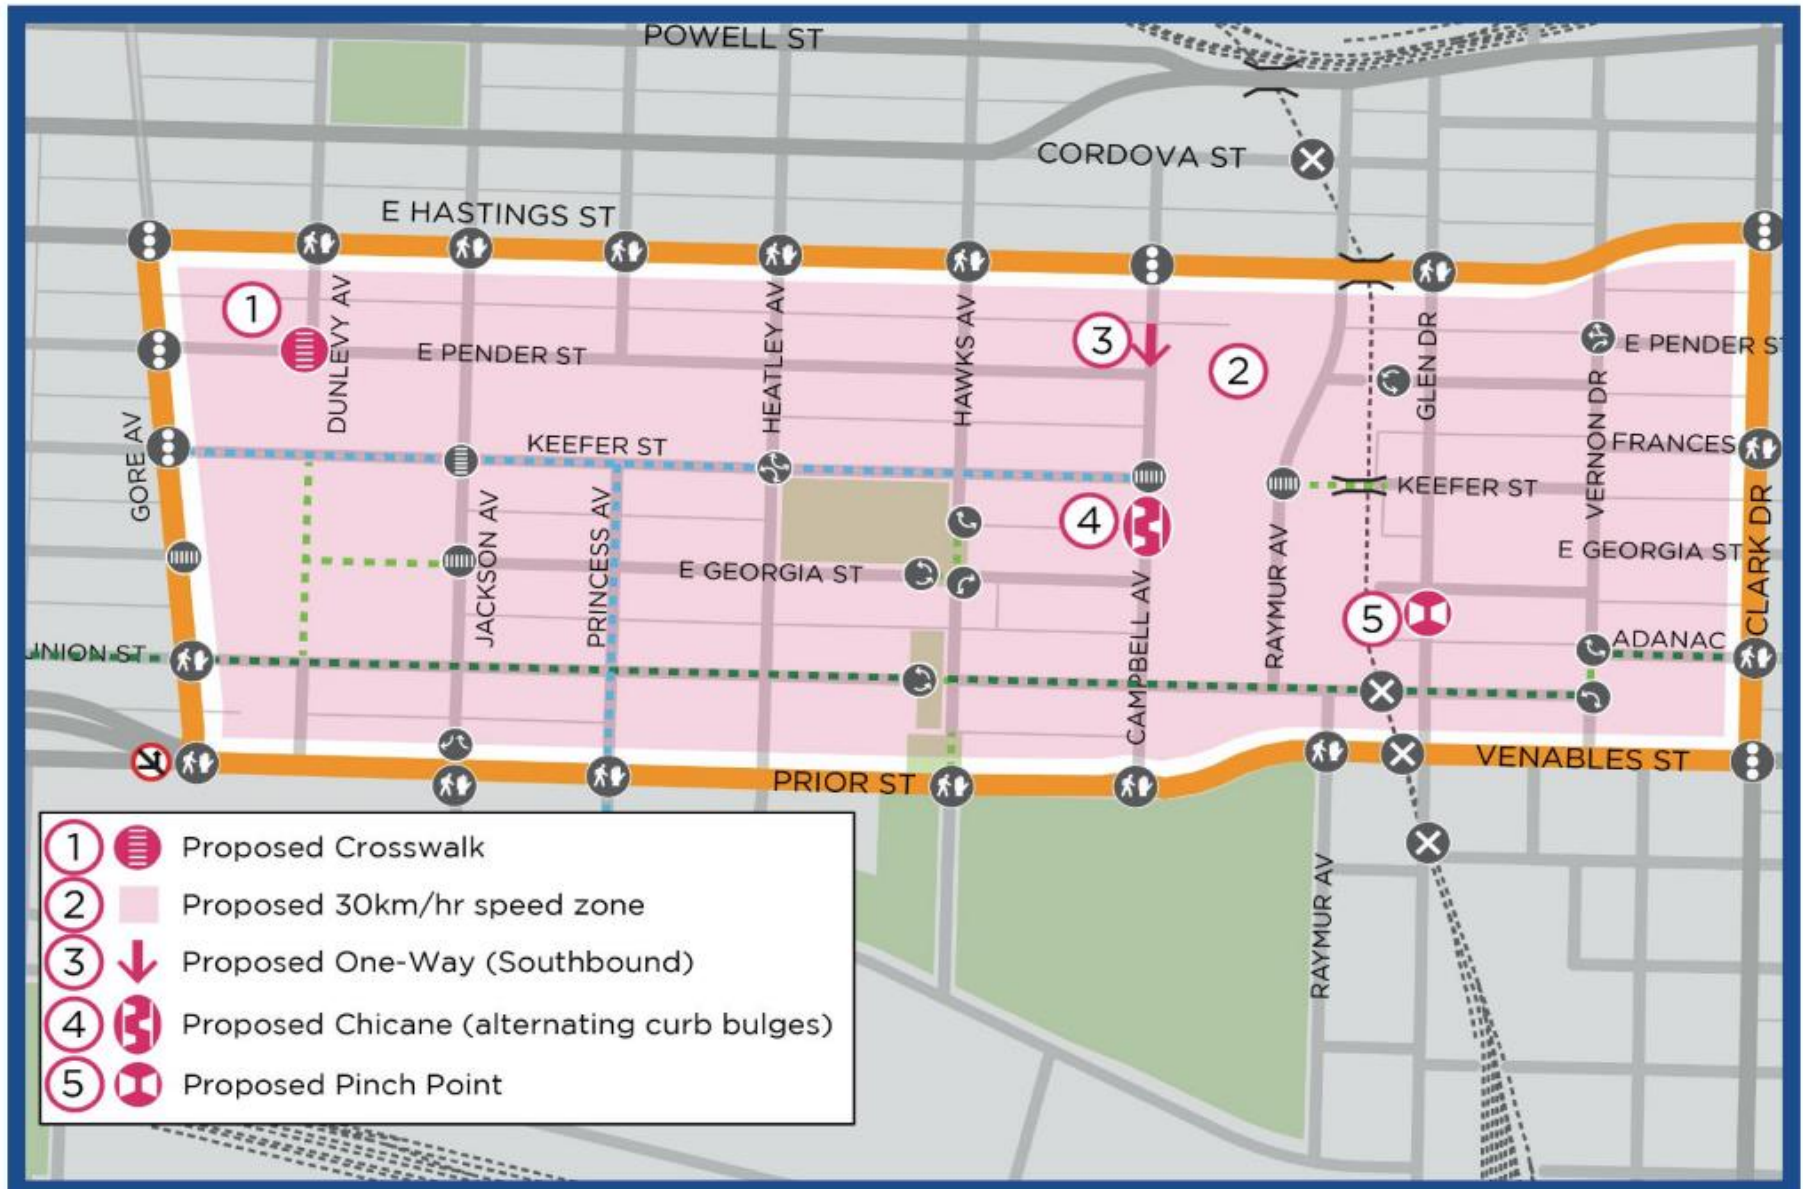 POWELL ST
CORDOVA ST
E HASTINGS ST
1
DUNLEVY AV
E PENDER ST
HEATLEY AV
HAWKS AV
3
2
GLEN DR
E PENDER ST
VERNON DR
GORE AV
KEEFER ST
FRANCES
KEEFER ST
4
JACKSON AV
PRINCESS AV
E GEORGIA ST
CAMPBELL AV
RAYMUR AV
E GEORGIA ST
CLARK DR
5
UNION ST
ADANAC
PRIOR ST
VENABLES ST
RAYMUR AV
1 Proposed Crosswalk
2 Proposed 30km/hr speed zone
3 Proposed One-Way (Southbound)
4 Proposed Chicane (alternating curb bulges)
5 Proposed Pinch Point